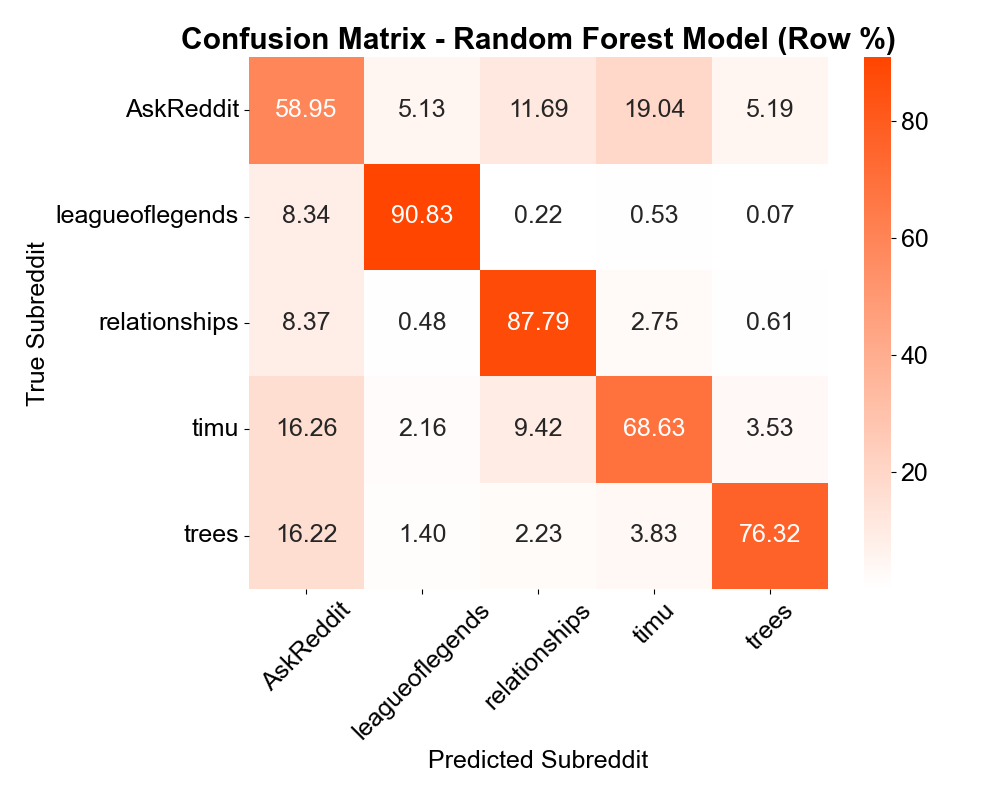 Confusion Matrix - Random Forest Model (Row %)
True Subreddit
AskReddit 58.95 5.13 11.69 19.04 5.19
leagueoflegends 8.34 90.83 0.22 0.53 0.07
relationships 8.37 0.48 87.79 2.75 0.61
timu 16.26 2.16 9.42 68.63 3.53
trees 16.22 1.40 2.23 3.83 76.32
AskReddit leagueoflegends relationships timu trees
Predicted Subreddit
80
60
40
20